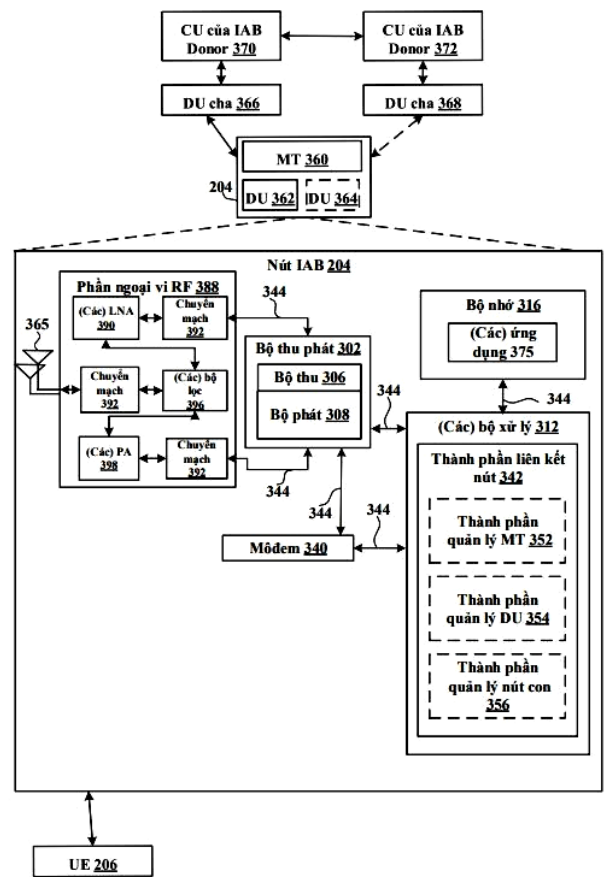 CU của IAB
Donor 370
CU của IAB
Donor 372
DU cha 366
DU cha 368
MT 360
204
DU 362
DU 364
Nút IAB 204
Phần ngoại vi RF 388
365
(Các) LNA
390
Chuyển
mạch
392
344
Chuyển
mạch
392
(Các) bộ lọc
396
(Các) PA
398
Chuyển
mạch
392
344
Bộ thu phát 302
Bộ thu 306
Bộ phát 308
344
344
Bộ nhớ 316
(Các) ứng
dụng 375
344
Môđem 340
344
(Các) bộ xử lý 312
Thành phần liên kết
nút 342
Thành phần
quản lý MT 352
Thành phần
quản lý DU 354
Thành phần
quản lý nút con
356
UE 206